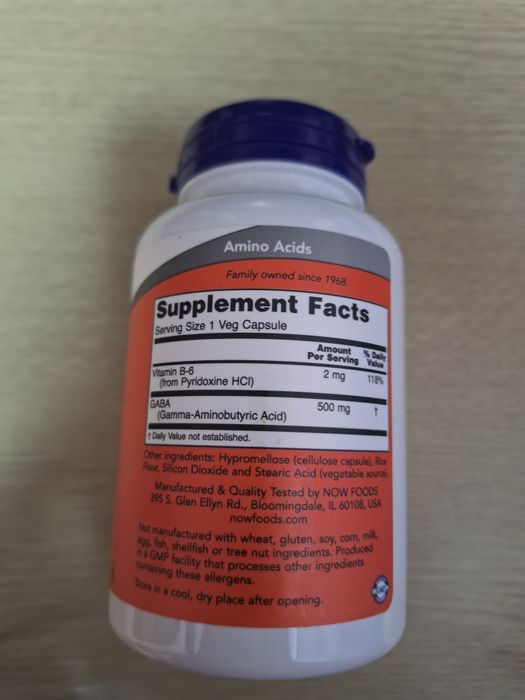 Amino Acids
Family owned since 1968.
Supplement Facts
Serving Size 1 Veg Capsule
Amount Per Serving % Daily Value
Vitamin B-6 (from Pyridoxine HCl) 2 mg 118%
GABA (Gamma-Aminobutyric Acid) 500 mg †
† Daily Value not established.
Other ingredients: Hypromellose (cellulose capsule), Rice
Flour, Silicon Dioxide and Stearic Acid (vegetable source).
Manufactured & Quality Tested by NOW FOODS
395 S. Glen Ellyn Rd., Bloomingdale, IL 60108, USA
nowfoods.com
Not manufactured with wheat, gluten, soy, corn, milk,
egg, fish, shellfish or tree nut ingredients. Produced
in a GMP facility that processes other ingredients
containing these allergens.
Store in a cool, dry place after opening.